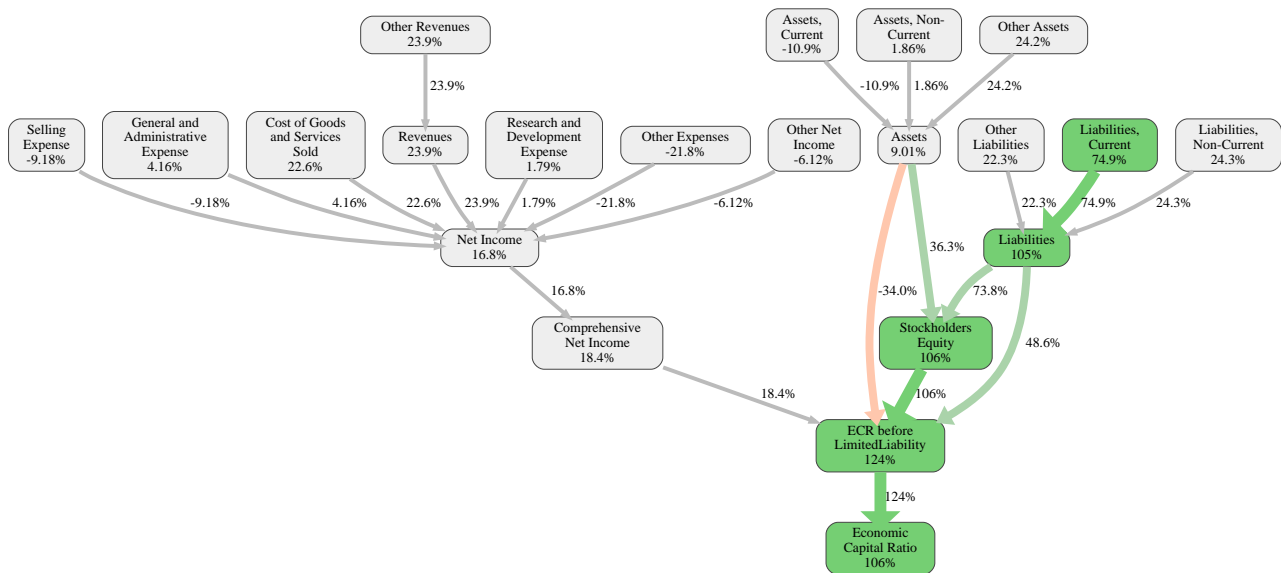 Other Revenues
23.9%
Assets,
Current
-10.9%
Assets, Non-
Current
1.86%
Other Assets
24.2%
23.9%
-10.9%
1.86%
24.2%
Selling
Expense
-9.18%
General and
Administrative
Expense
4.16%
Cost of Goods
and Services
Sold
22.6%
Revenues
23.9%
Research and
Development
Expense
1.79%
Other Expenses
-21.8%
Other Net
Income
-6.12%
Assets
9.01%
Other
Liabilities
22.3%
Liabilities,
Current
74.9%
Liabilities,
Non-Current
24.3%
-9.18%
4.16%
22.6%
23.9%
1.79%
-21.8%
-6.12%
22.3%
74.9%
24.3%
Net Income
16.8%
Liabilities
105%
36.3%
16.8%
-34.0%
73.8%
Comprehensive
Net Income
18.4%
Stockholders
Equity
106%
48.6%
18.4%
106%
ECR before
LimitedLiability
124%
124%
Economic
Capital Ratio
106%